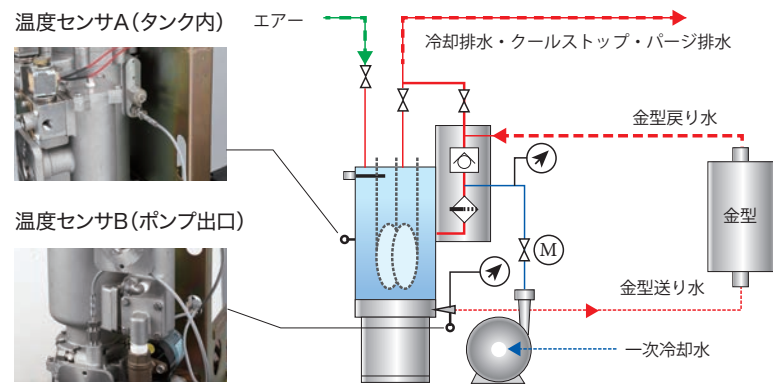 温度センサA（タンク内）
エアー
冷却排水・クールストップ・パージ排水
金型戻り水
金型
温度センサB（ポンプ出口）
M
金型送り水
一次冷却水